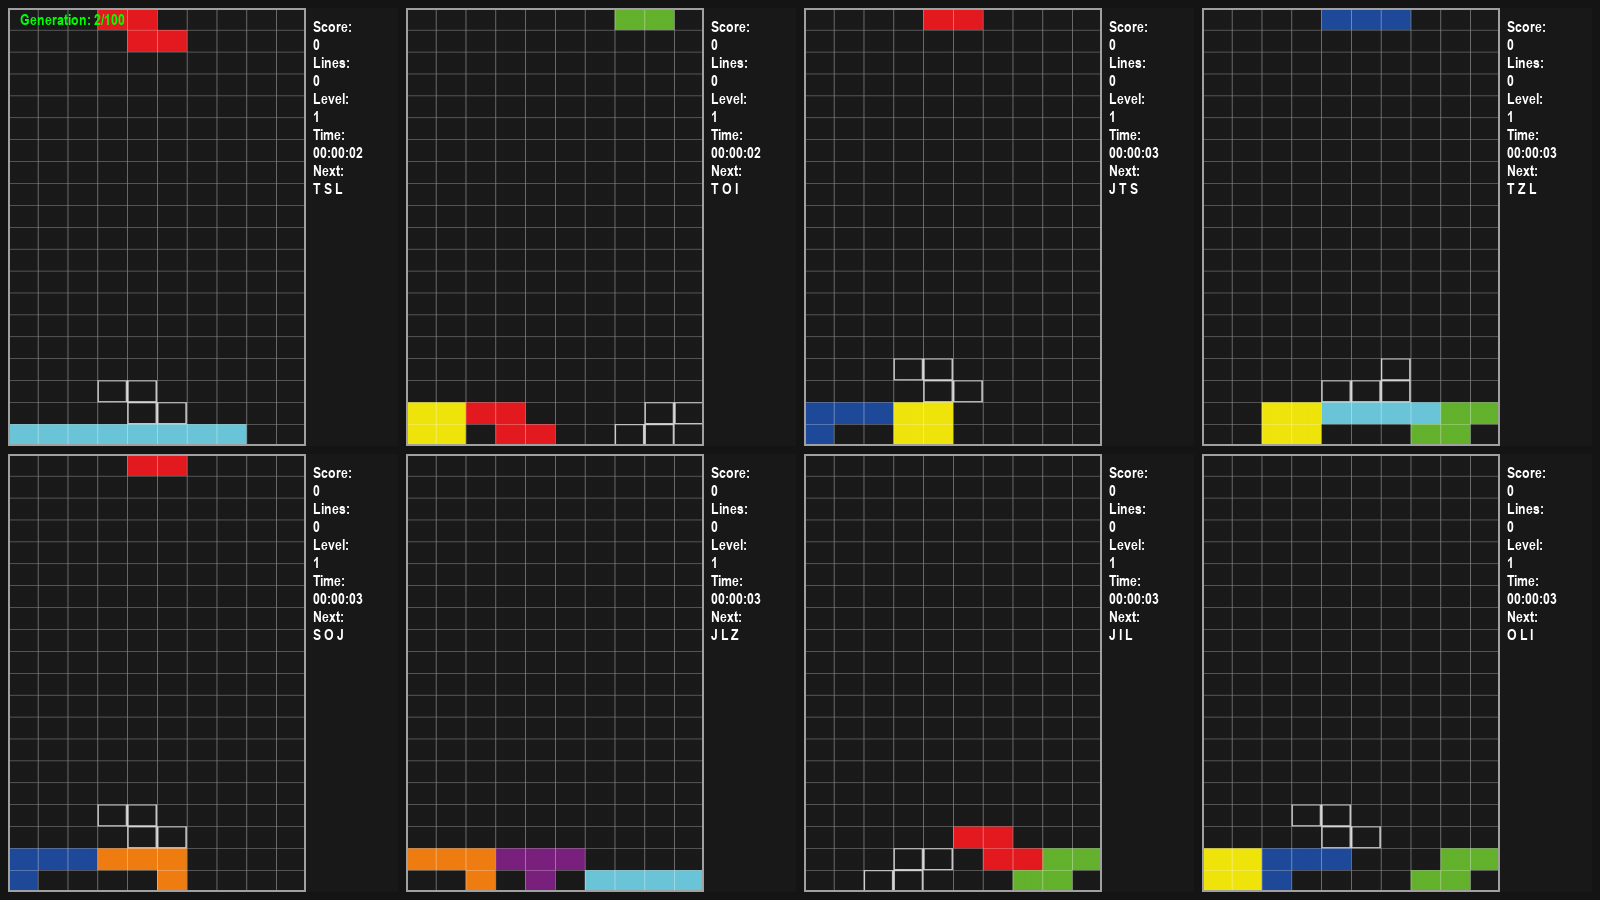 Generation: 2/100
Score:
0
Lines:
0
Level:
1
Time:
00:00:02
Next:
T S L
Score:
0
Lines:
0
Level:
1
Time:
00:00:02
Next:
T O I
Score:
0
Lines:
0
Level:
1
Time:
00:00:03
Next:
J T S
Score:
0
Lines:
0
Level:
1
Time:
00:00:03
Next:
T Z L
Score:
0
Lines:
0
Level:
1
Time:
00:00:03
Next:
S O J
Score:
0
Lines:
0
Level:
1
Time:
00:00:03
Next:
J L Z
Score:
0
Lines:
0
Level:
1
Time:
00:00:03
Next:
J I L
Score:
0
Lines:
0
Level:
1
Time:
00:00:03
Next:
O L I